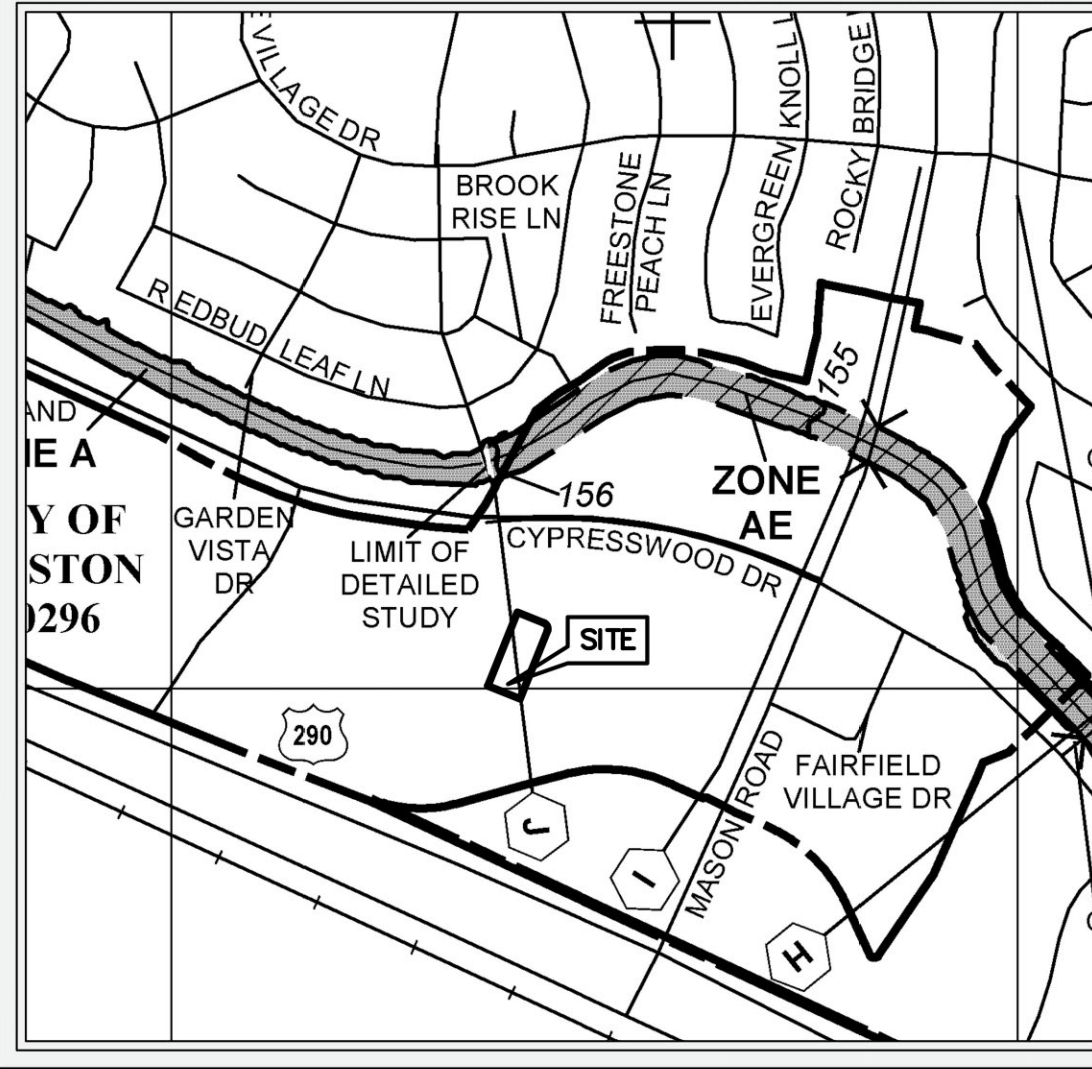 VILLAGE DR
BROOK
RISE LN
FREESTONE
PEACH LN
EVERGREEN KNOLL
ROCKY BRIDGE
REDBUD LEAF LN
155
AND
IE A
Y OF
STON
0296
GARDEN
VISTA
DR
LIMIT OF
DETAILED
STUDY
156
CYPRESSWOOD DR
ZONE
AE
SITE
290
MASON ROAD
FAIRFIELD
VILLAGE DR
J
I
H